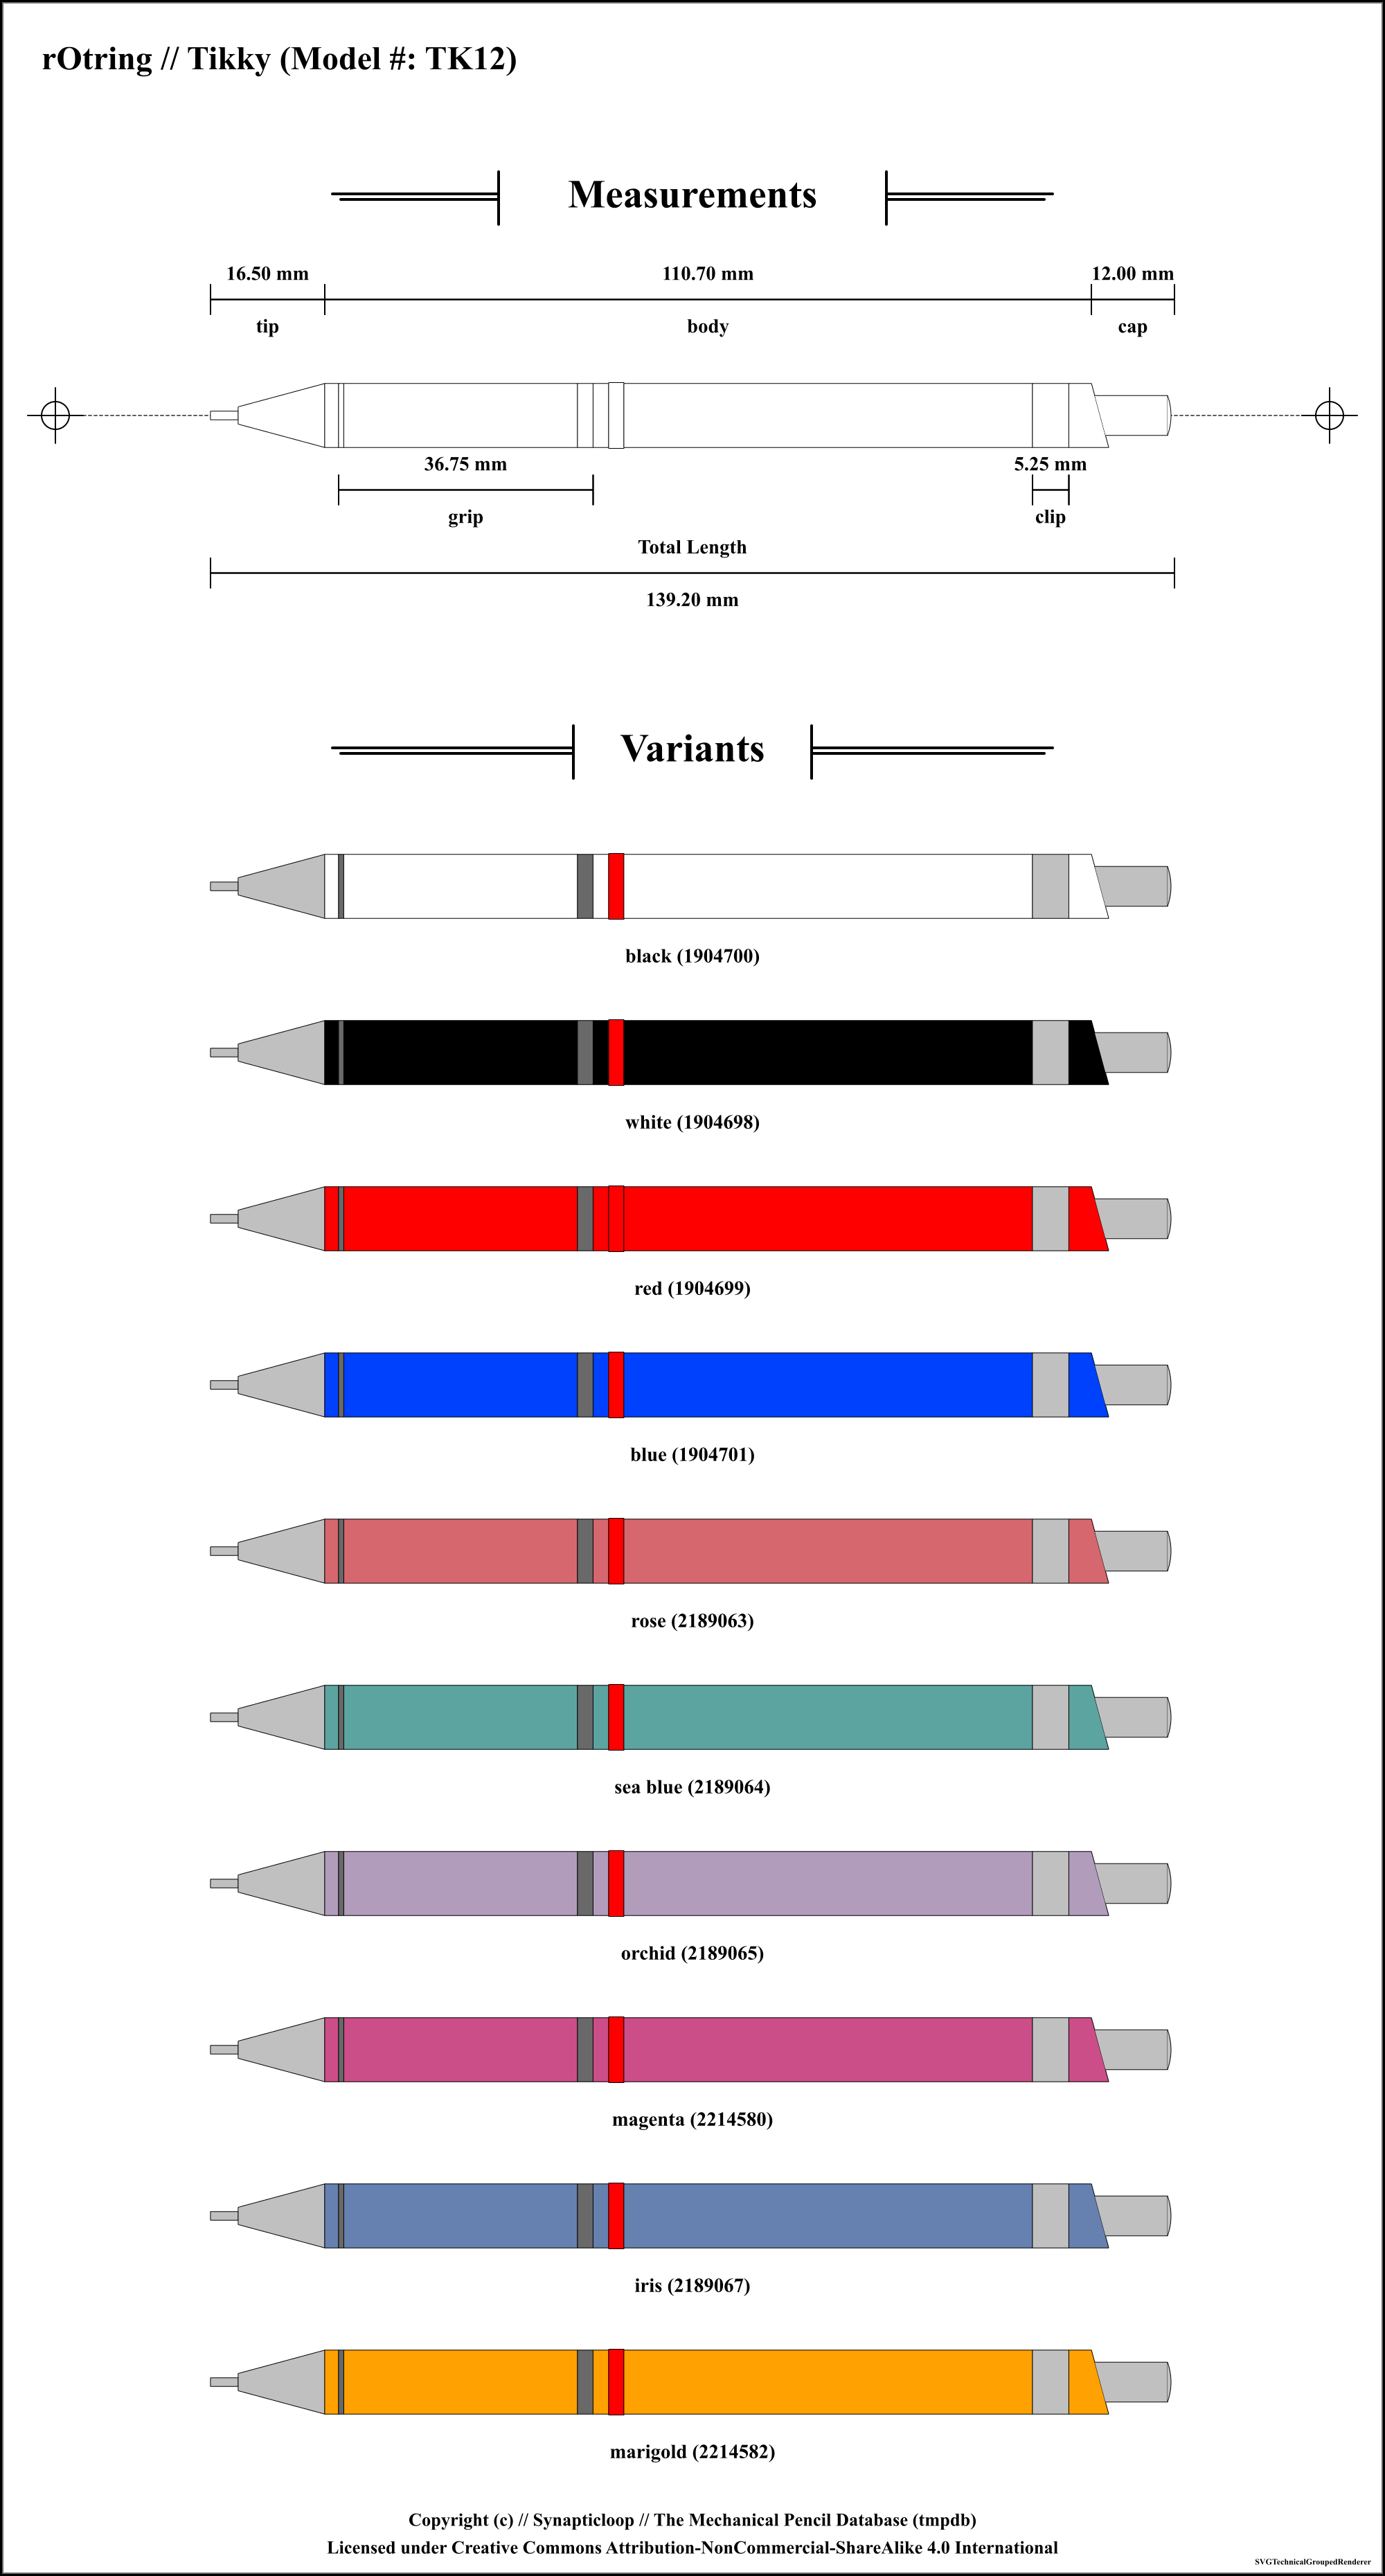 rOtring // Tikky (Model #: TK12)
Measurements
16.50 mm
110.70 mm
12.00 mm
tip
body
cap
36.75 mm
5.25 mm
grip
clip
Total Length
139.20 mm
Variants
black (1904700)
white (1904698)
red (1904699)
blue (1904701)
rose (2189063)
sea blue (2189064)
orchid (2189065)
magenta (2214580)
iris (2189067)
marigold (2214582)
Copyright (c) // Synapticloop // The Mechanical Pencil Database (tmpdb)
Licensed under Creative Commons Attribution-NonCommercial-ShareAlike 4.0 International
SVGTechnicalGroupedRenderer